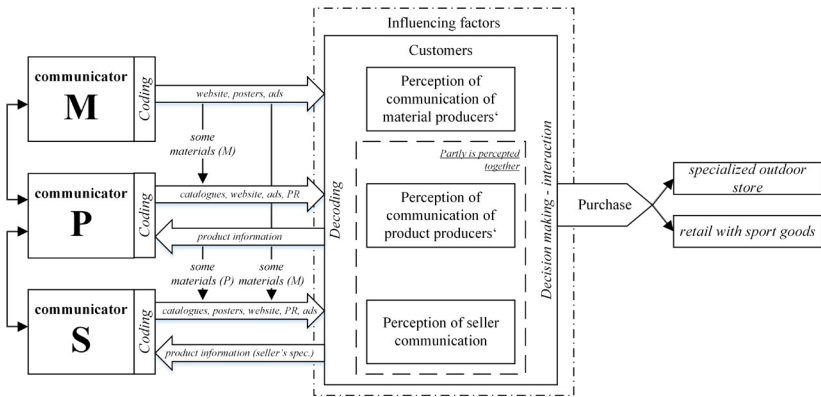 Influencing factors
Customers
communicator
M
Coding
website, posters, ads
some
materials (M)
communicator
P
Coding
catalogues, website, ads, PR
product information
some
materials (P)
some
materials (M)
communicator
S
Coding
catalogues, posters, website, PR, ads
product information (seller's spec.)
Decoding
Perception of
communication of
material producers‘
Partly is percepted
together
Perception of
communication of
product producers‘
Perception of seller
communication
Decision making - interaction
Purchase
specialized outdoor
store
retail with sport goods